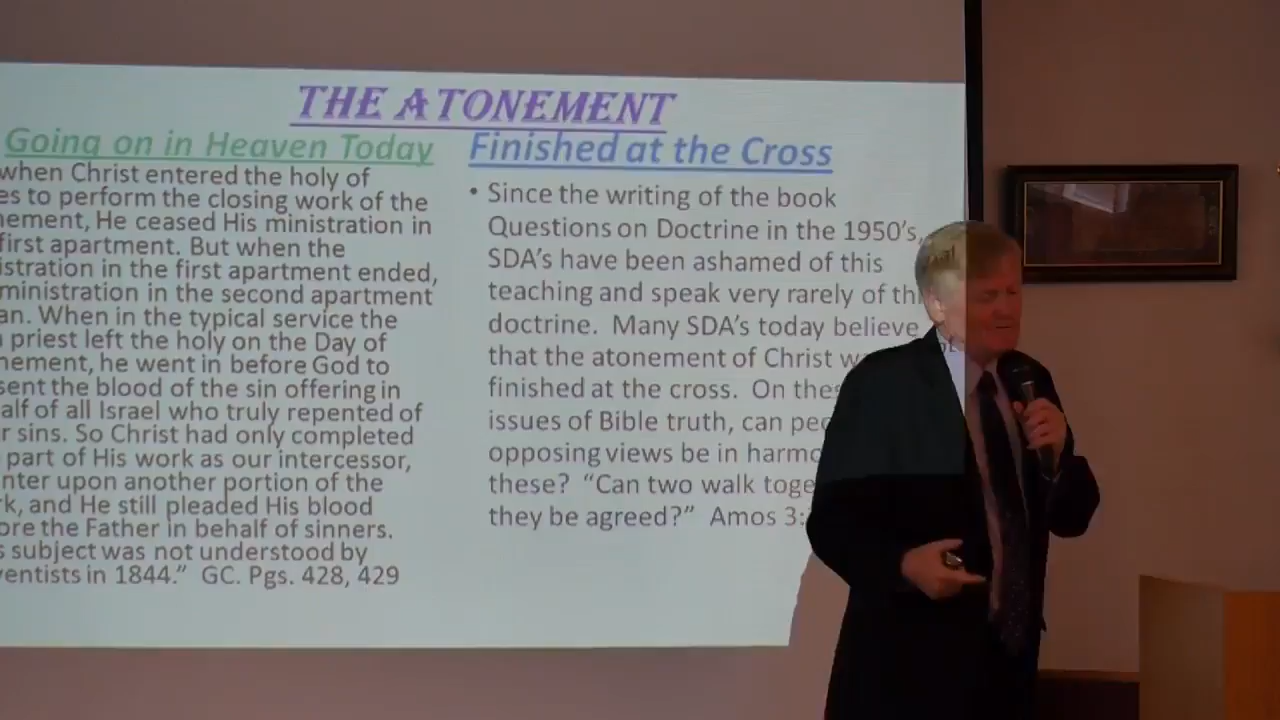 THE ATONEMENT
Going on in Heaven Today
when Christ entered the holy of
es to perform the closing work of the
nement, He ceased His ministration in
first apartment. But when the
istration in the first apartment ended,
ministration in the second apartment
an. When in the typical service the
priest left the holy on the Day of
nement, he went in before God to
sent the blood of the sin offering in
alf of all Israel who truly repented of
r sins. So Christ had only completed
part of His work as our intercessor,
nter upon another portion of the
rk, and He still pleaded His blood
ore the Father in behalf of sinners.
s subject was not understood by
ventists in 1844.” GC. Pgs. 428, 429
Finished at the Cross
• Since the writing of the book
Questions on Doctrine in the 1950’s,
SDA’s have been ashamed of this
teaching and speak very rarely of thi
doctrine. Many SDA’s today believe
that the atonement of Christ wa
finished at the cross. On thes
issues of Bible truth, can peo
opposing views be in harmo
these? “Can two walk toge
they be agreed?” Amos 3: